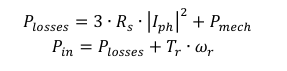 P_losses = 3 · R_s · |I_ph|² + P_mech
P_in = P_losses + T_r · ω_r